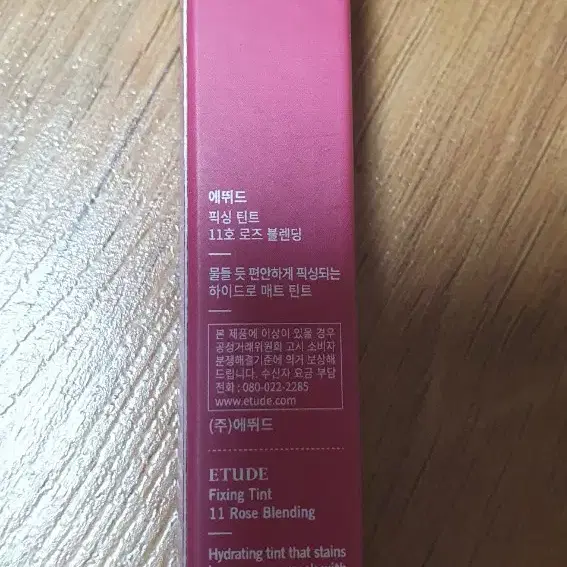 에뛰드
픽싱 틴트
11호 로즈 블렌딩
물들 듯 편안하게 픽싱되는
하이드로 매트 틴트
본 제품에 이상이 있을 경우
공정거래위원회 고시 소비자
분쟁해결기준에 의거 보상해
드립니다. 수신자 요금 부담
전화 : 080-022-2285
www.etude.com
(주)에뛰드
ETUDE
Fixing Tint
11 Rose Blending
Hydrating tint that stains
with